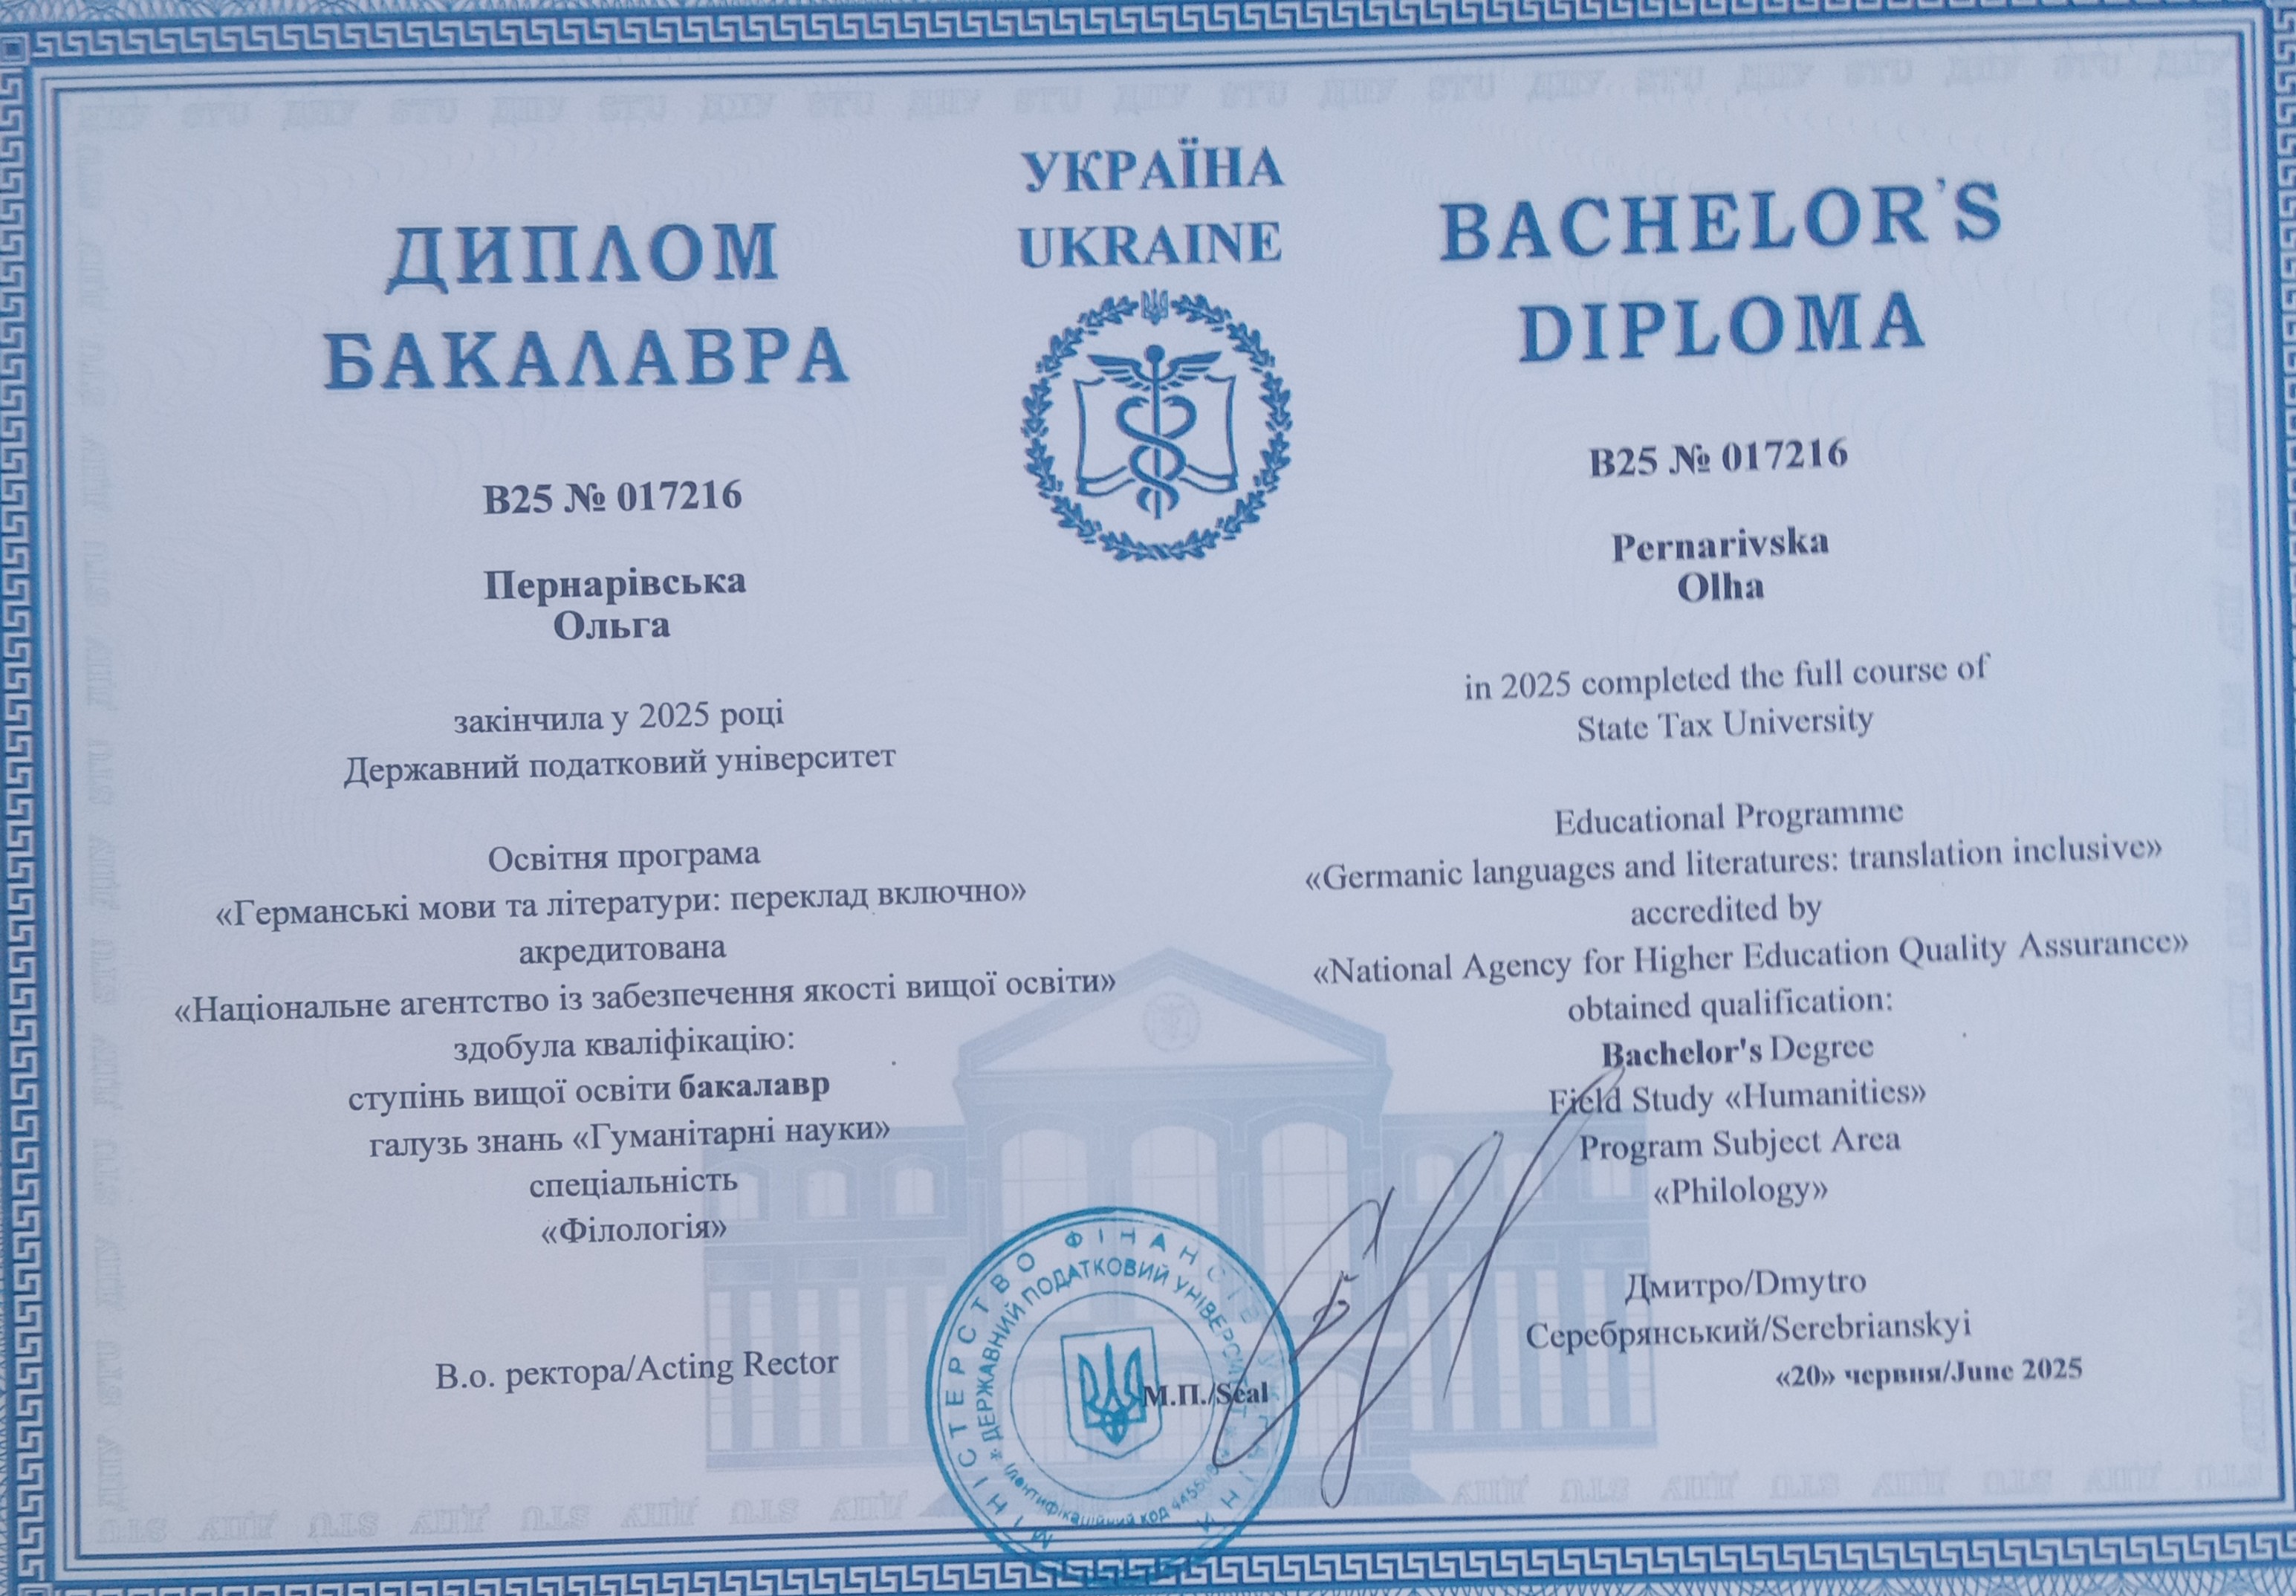 УКРАЇНА
UKRAINE
ДИПЛОМ
БАКАЛАВРА
B25 № 017216
Пернарівська
Ольга
закінчила у 2025 році
Державний податковий університет
Освітня програма
«Германські мови та літератури: переклад включно»
акредитована
«Національне агентство із забезпечення якості вищої освіти»
здобула кваліфікацію:
ступінь вищої освіти бакалавр
галузь знань «Гуманітарні науки»
спеціальність
«Філологія»
В.о. ректора/Acting Rector
BACHELOR'S
DIPLOMA
B25 № 017216
Pernarivska
Olha
in 2025 completed the full course of
State Tax University
Educational Programme
«Germanic languages and literatures: translation inclusive»
accredited by
«National Agency for Higher Education Quality Assurance»
obtained qualification:
Bachelor's Degree
Field Study «Humanities»
Program Subject Area
«Philology»
Дмитро/Dmytro
Серебрянський/Serebrianskyi
«20» червня/June 2025
М.П./Seal
МІНІСТЕРСТВО ФІНАНСІВ УКРАЇНИ
* ДЕРЖАВНИЙ ПОДАТКОВИЙ УНІВЕРСИТЕТ *
Ідентифікаційний код